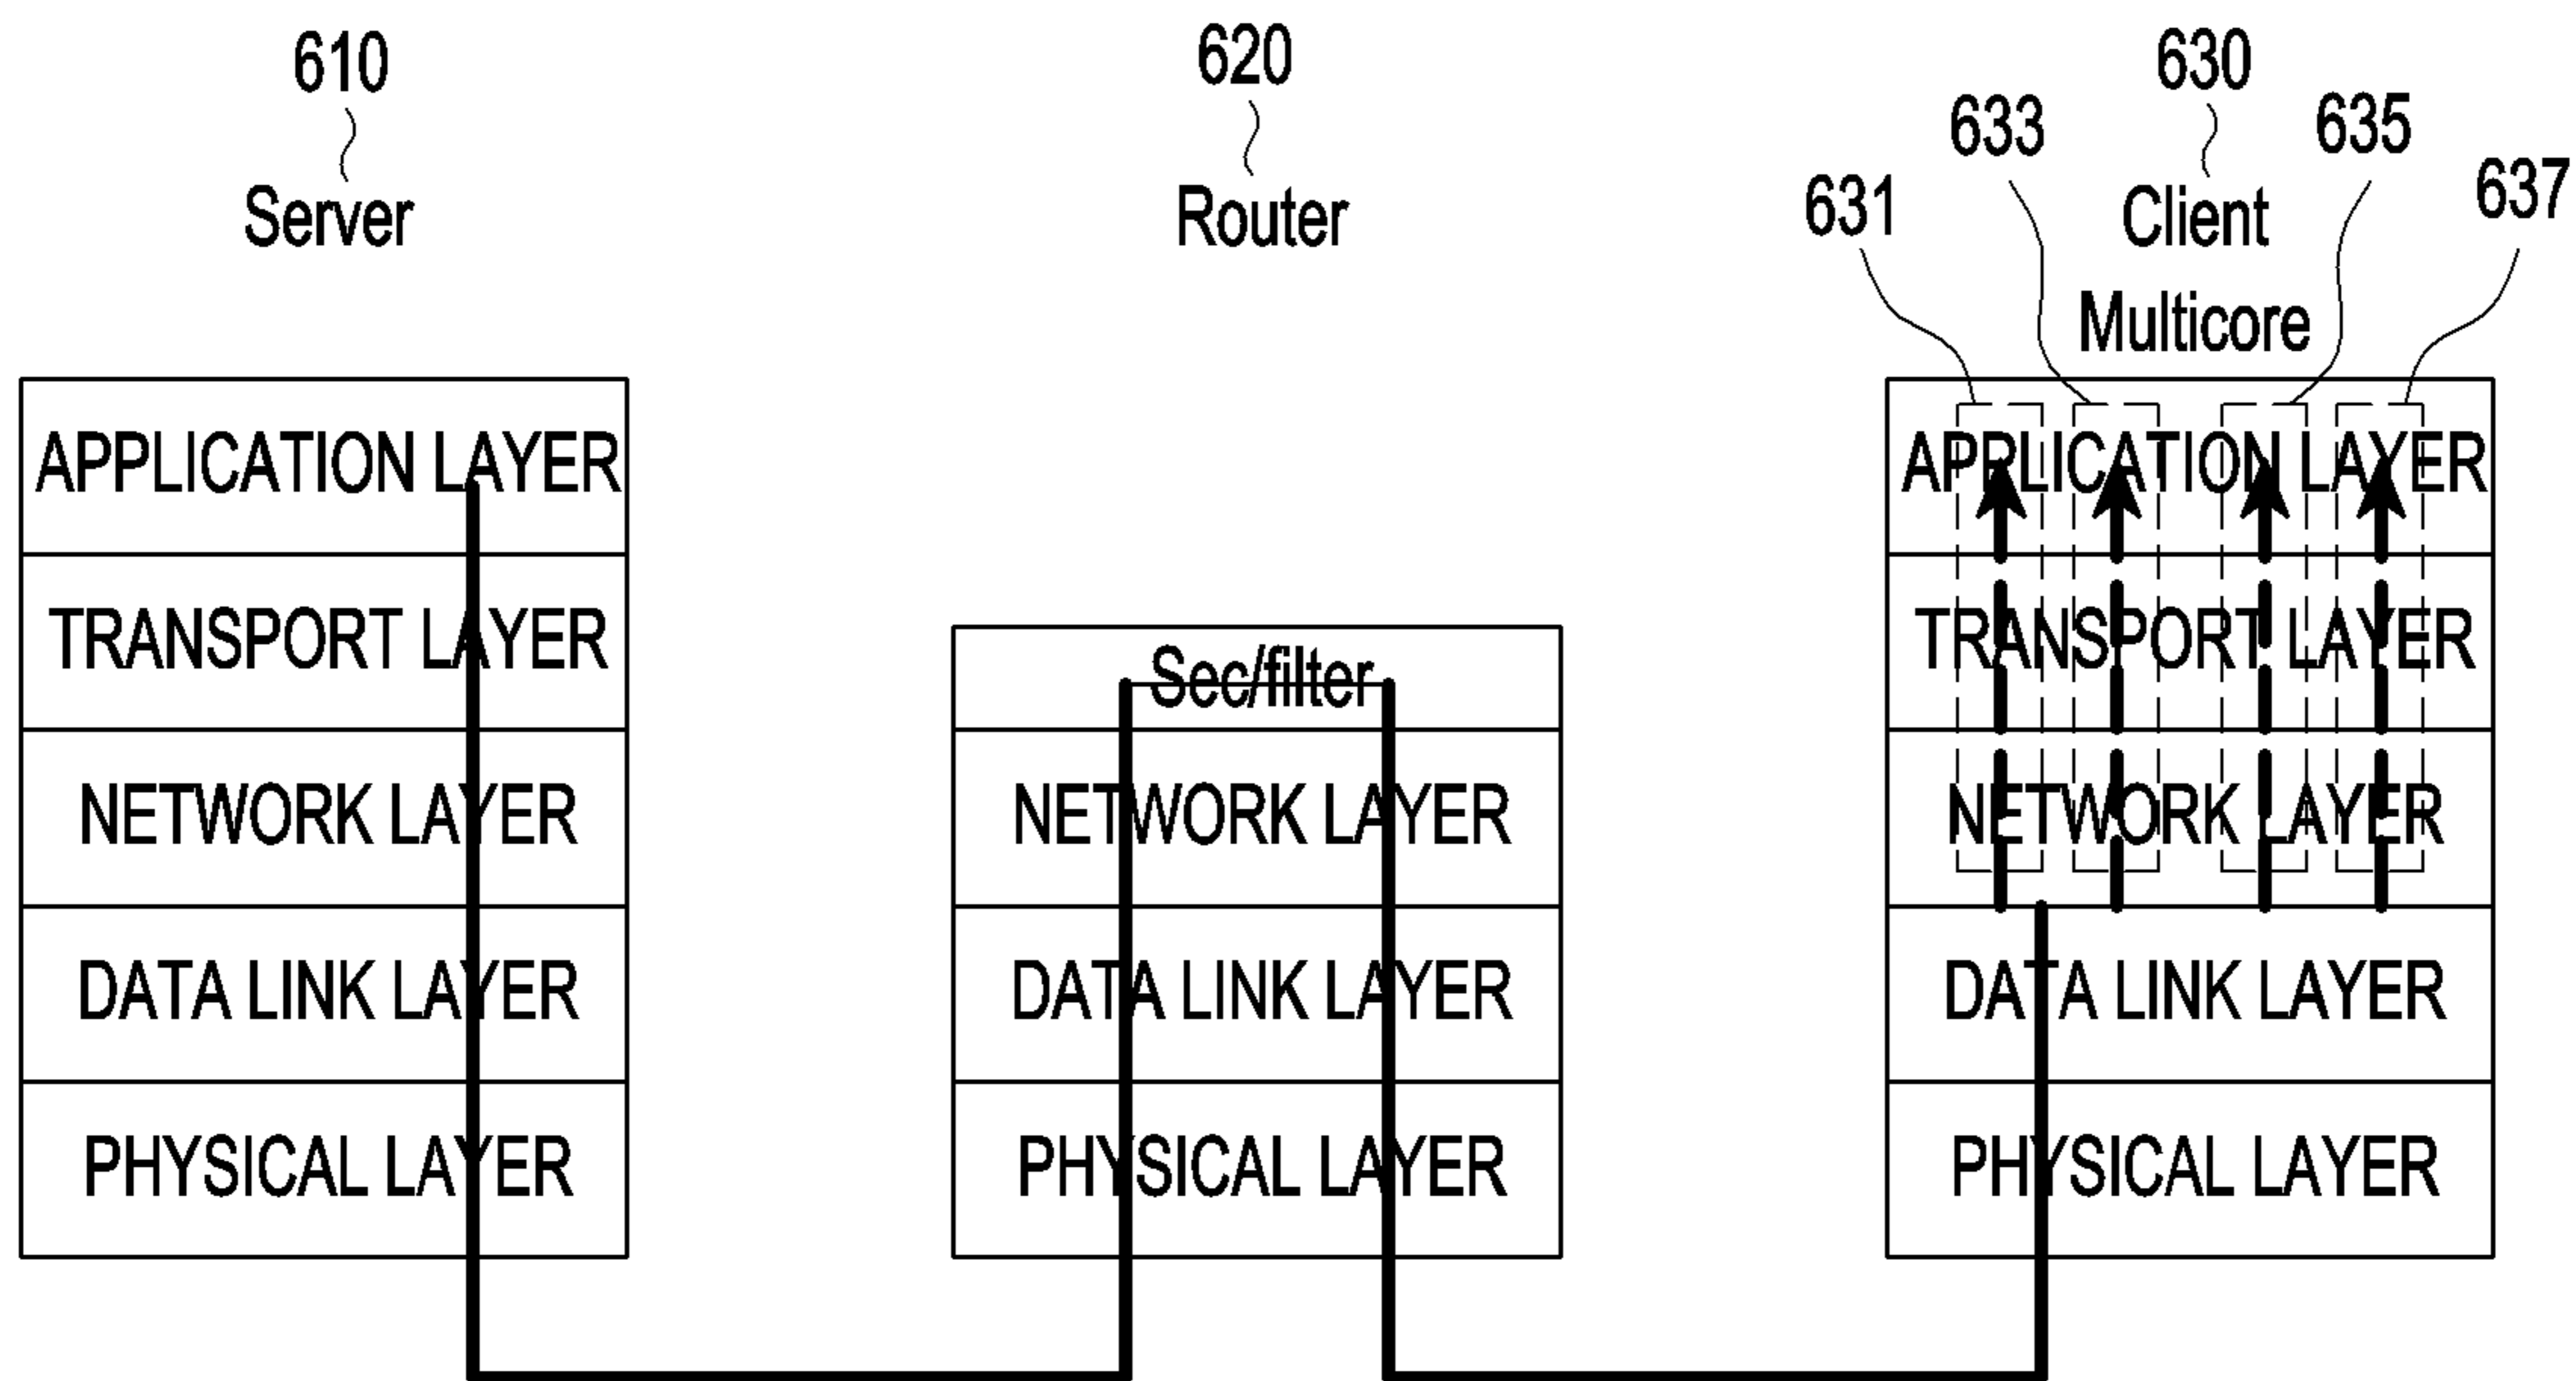 610
Server
APPLICATION LAYER
TRANSPORT LAYER
NETWORK LAYER
DATA LINK LAYER
PHYSICAL LAYER
620
Router
Sec/filter
NETWORK LAYER
DATA LINK LAYER
PHYSICAL LAYER
630
633
635
631
637
Client
Multicore
APPLICATION LAYER
TRANSPORT LAYER
NETWORK LAYER
DATA LINK LAYER
PHYSICAL LAYER